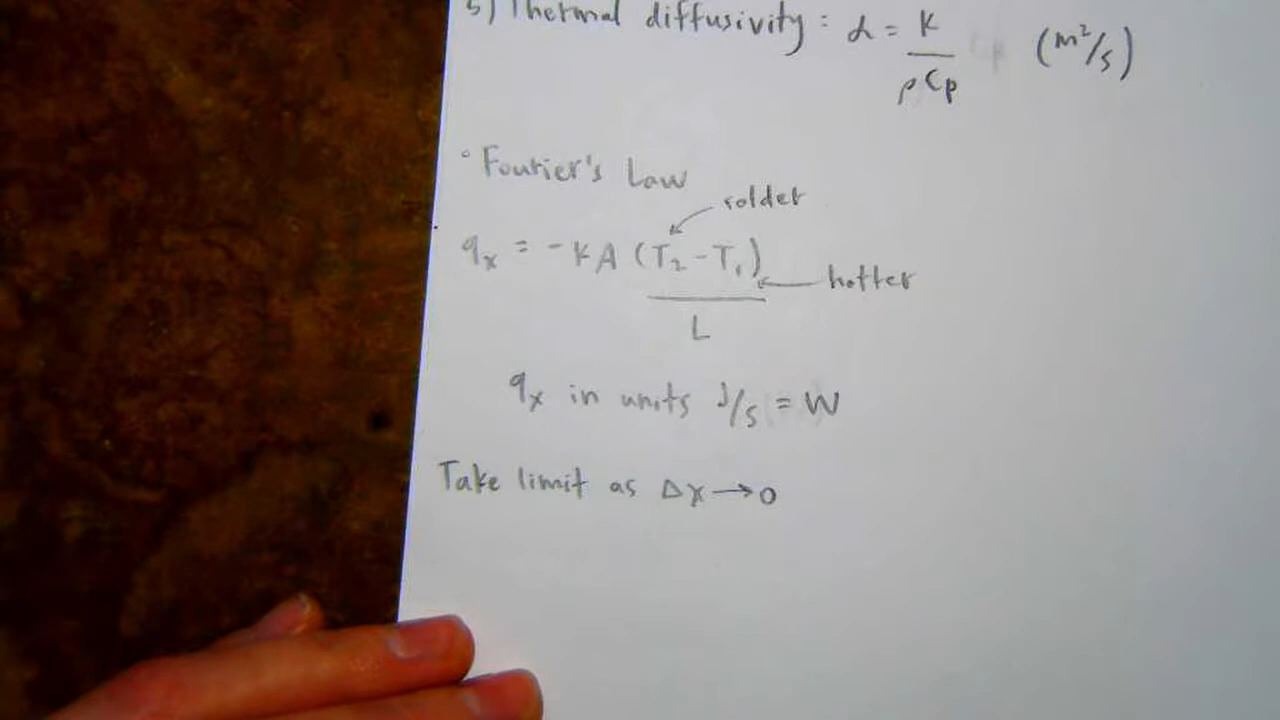 5) Thermal diffusivity : α = k / ρCp (m²/s)
° Fourier's Law
colder
qx = -kA (T2 - T1) / L
hotter
qx in units J/s = W
Take limit as Δx → 0